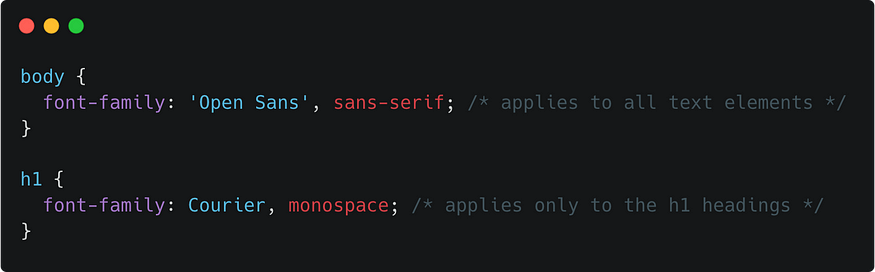 body {
  font-family: 'Open Sans', sans-serif; /* applies to all text elements */
}
h1 {
  font-family: Courier, monospace; /* applies only to the h1 headings */
}